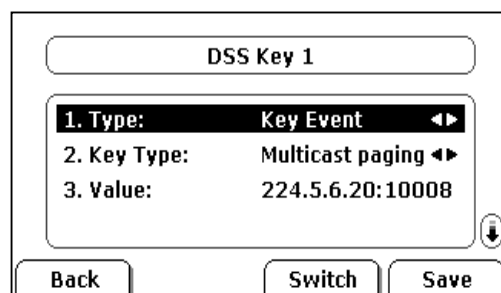 DSS Key 1
1. Type: Key Event
2. Key Type: Multicast paging
3. Value: 224.5.6.20:10008
Back Switch Save